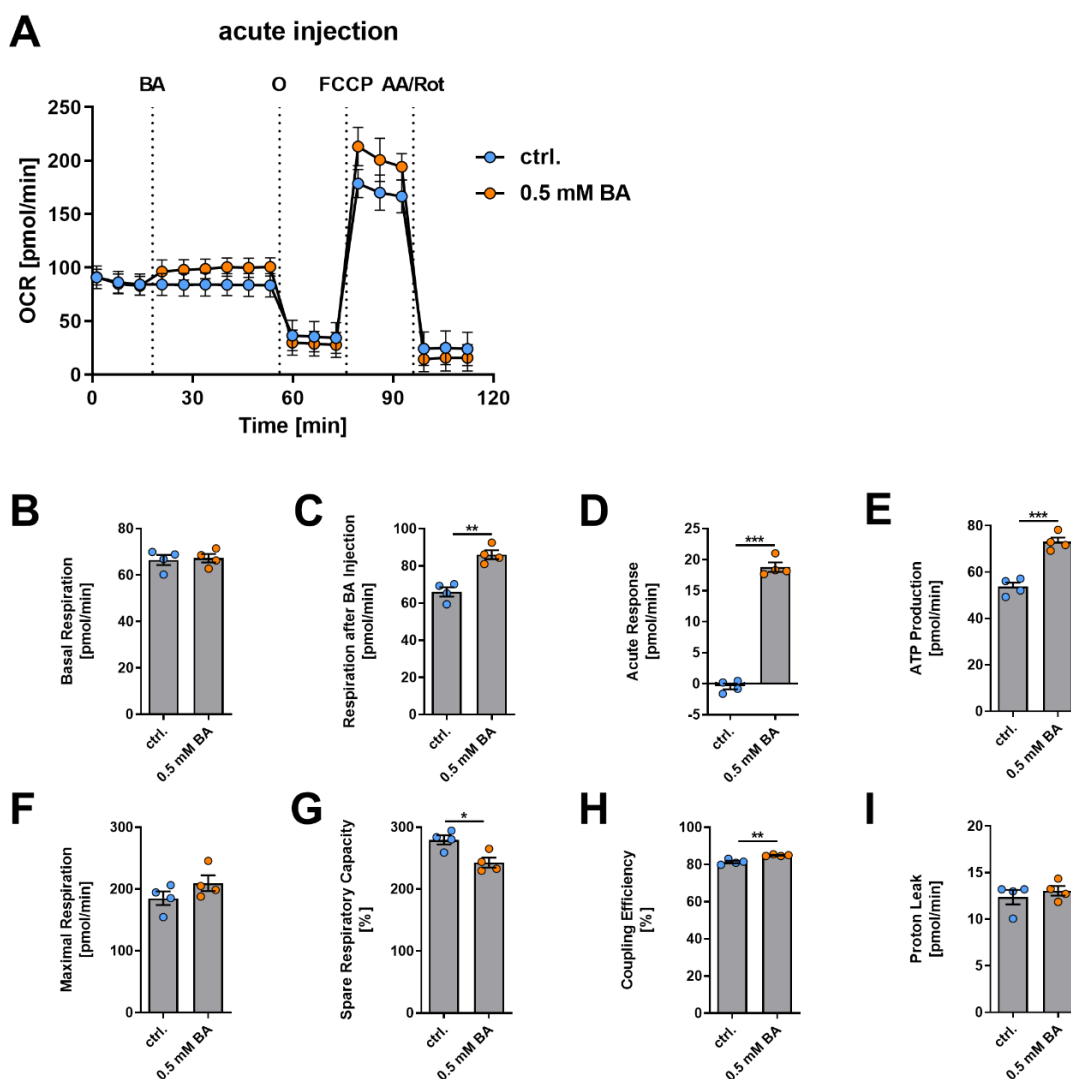 A
acute injection
BA O FCCP AA/Rot
250
200
150
100
50
0
OCR [pmol/min]
0 30 60 90 120
Time [min]
ctrl.
0.5 mM BA
B
80
60
40
20
0
Basal Respiration
[pmol/min]
ctrl.
0.5 mM BA
C
100
80
60
40
20
0
Respiration after BA Injection
[pmol/min]
**
ctrl.
0.5 mM BA
D
25
20
15
10
5
0
-5
Acute Response
[pmol/min]
***
ctrl.
0.5 mM BA
E
80
60
40
20
0
ATP Production
[pmol/min]
***
ctrl.
0.5 mM BA
F
300
200
100
0
Maximal Respiration
[pmol/min]
ctrl.
0.5 mM BA
G
300
200
100
0
Spare Respiratory Capacity
[%]
*
ctrl.
0.5 mM BA
H
100
80
60
40
20
0
Coupling Efficiency
[%]
**
ctrl.
0.5 mM BA
I
20
15
10
5
0
Proton Leak
[pmol/min]
ctrl.
0.5 mM BA